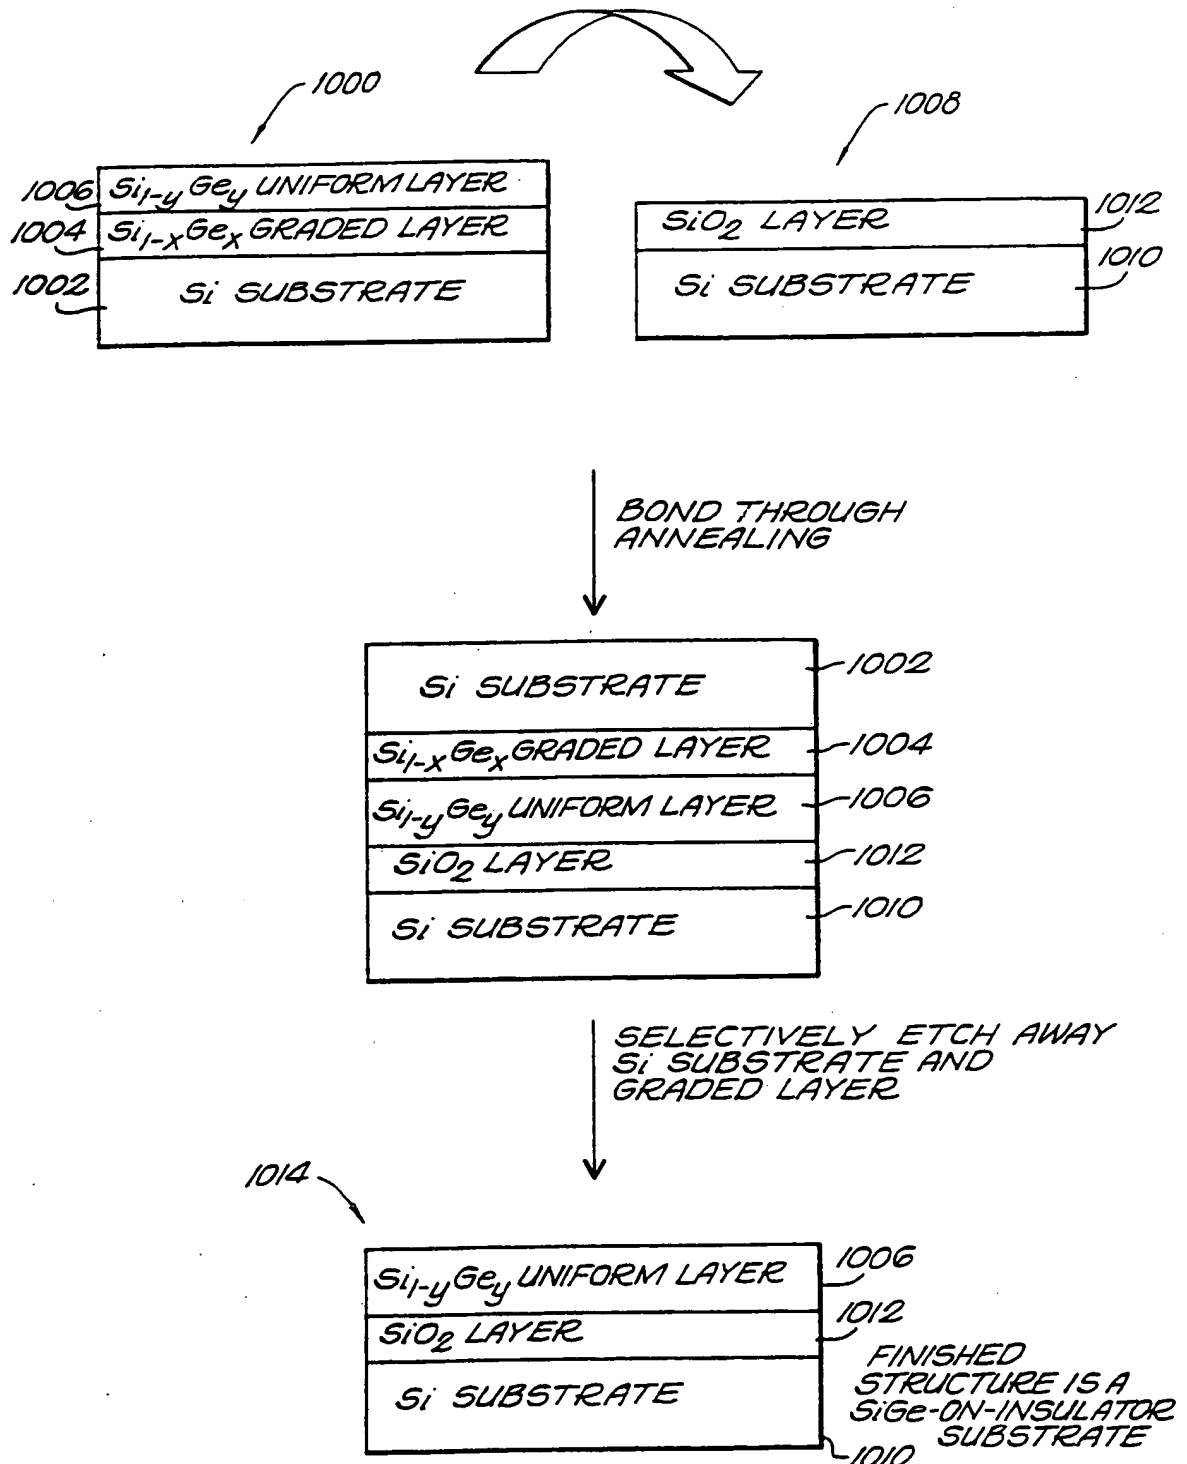 1000
1008
1006 Si1-y Gey UNIFORM LAYER
1004 Si1-x Gex GRADED LAYER
1002 Si SUBSTRATE
SiO2 LAYER 1012
Si SUBSTRATE 1010
BOND THROUGH
ANNEALING
Si SUBSTRATE 1002
Si1-x Gex GRADED LAYER 1004
Si1-y Gey UNIFORM LAYER 1006
SiO2 LAYER 1012
Si SUBSTRATE 1010
SELECTIVELY ETCH AWAY
Si SUBSTRATE AND
GRADED LAYER
1014
Si1-y Gey UNIFORM LAYER 1006
SiO2 LAYER 1012
Si SUBSTRATE 1010
FINISHED
STRUCTURE IS A
SiGe-ON-INSULATOR
SUBSTRATE